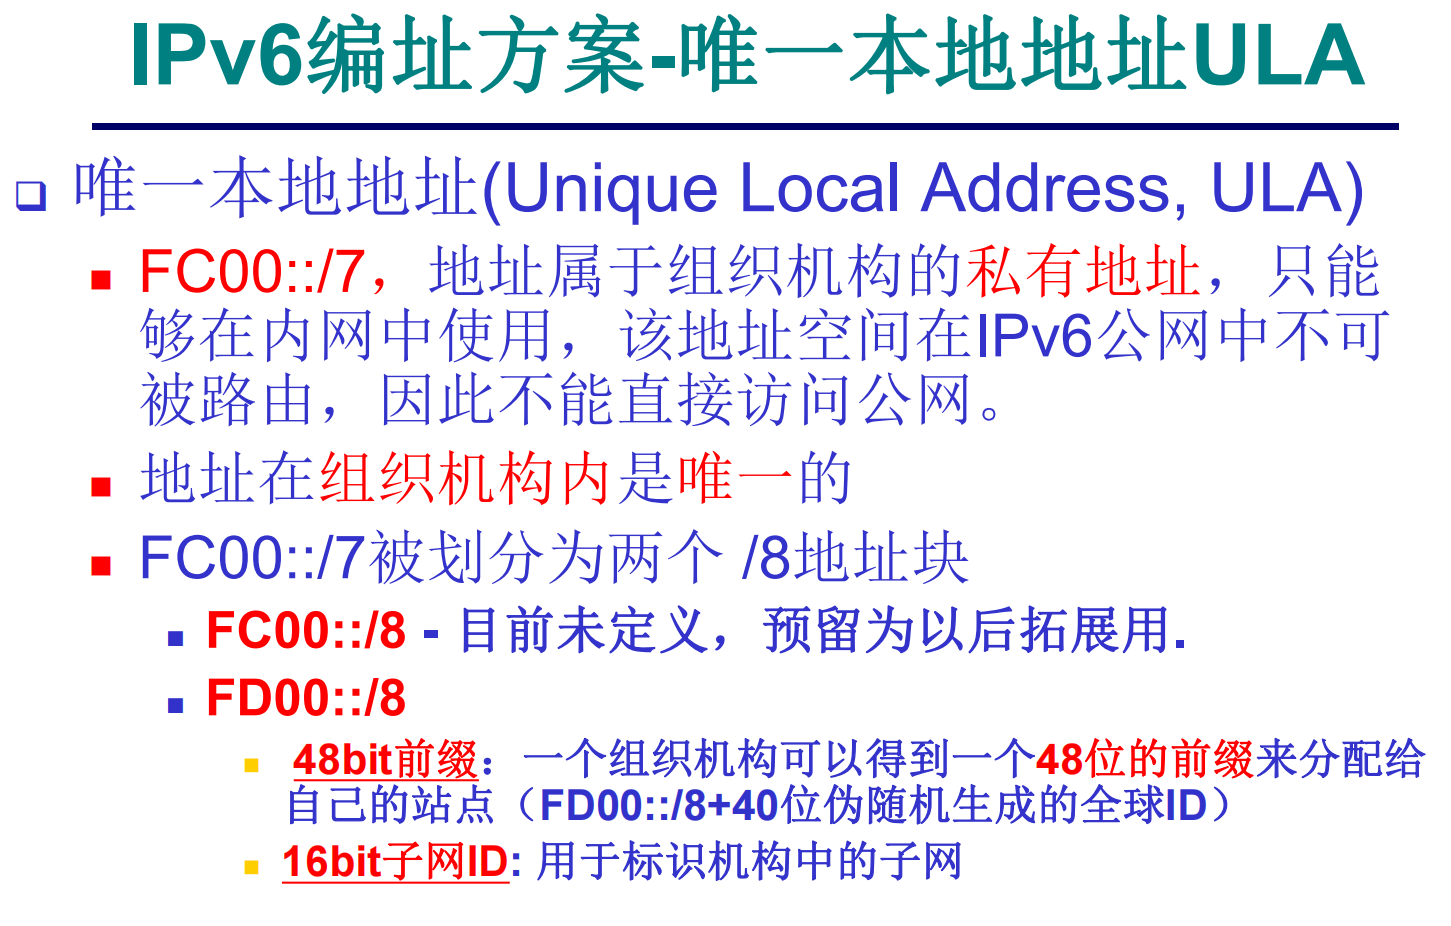 IPv6编址方案-唯一本地地址ULA
唯一本地地址(Unique Local Address, ULA)
FC00::/7，地址属于组织机构的私有地址，只能
够在内网中使用，该地址空间在IPv6公网中不可
被路由，因此不能直接访问公网。
地址在组织机构内是唯一的
FC00::/7被划分为两个 /8地址块
FC00::/8 - 目前未定义，预留为以后拓展用.
FD00::/8
48bit前缀：一个组织机构可以得到一个48位的前缀来分配给
自己的站点（FD00::/8+40位伪随机生成的全球ID）
16bit子网ID: 用于标识机构中的子网